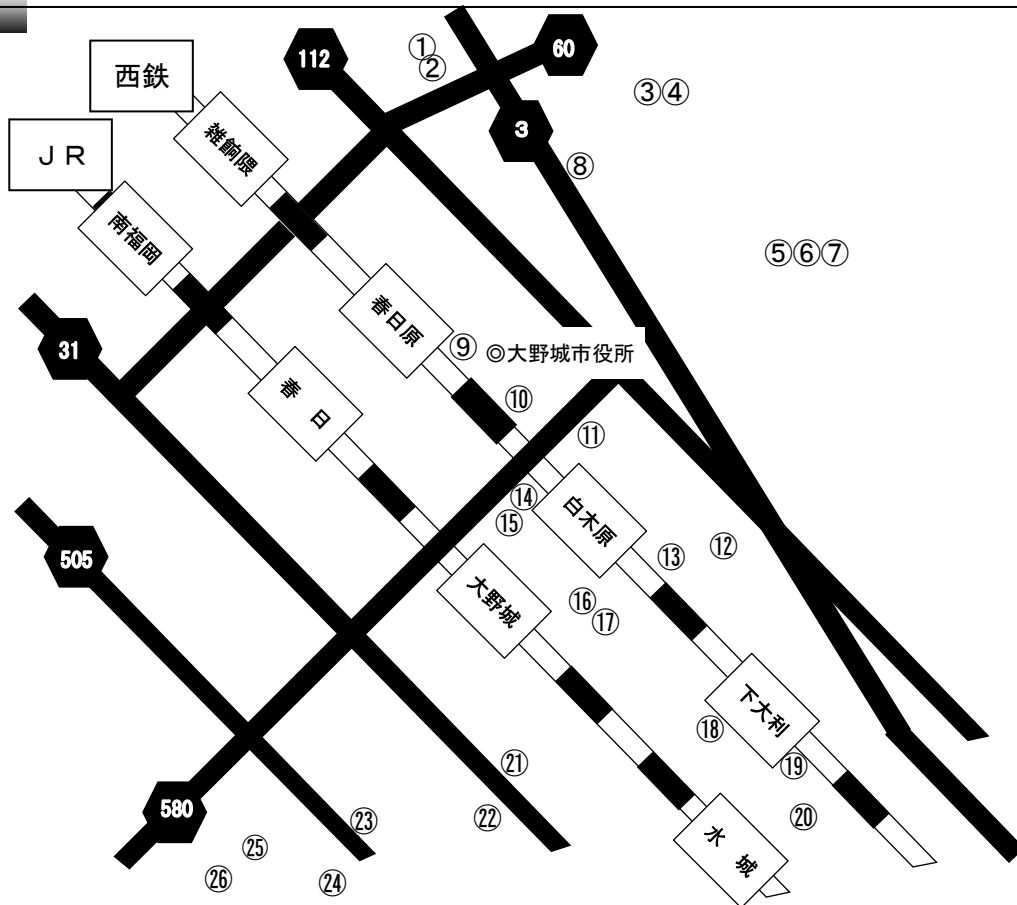 ①
②
60
112
西鉄
③④
3
雑餉隈
ＪＲ
⑧
南福岡
⑤⑥⑦
春日原
31
⑨
◎大野城市役所
春 日
⑩
⑪
⑭
白木原
⑮
⑫
⑬
505
大野城
⑯
⑰
下大利
⑱
㉑
⑲
580
㉒
㉓
⑳
水 城
㉕
㉖
㉔